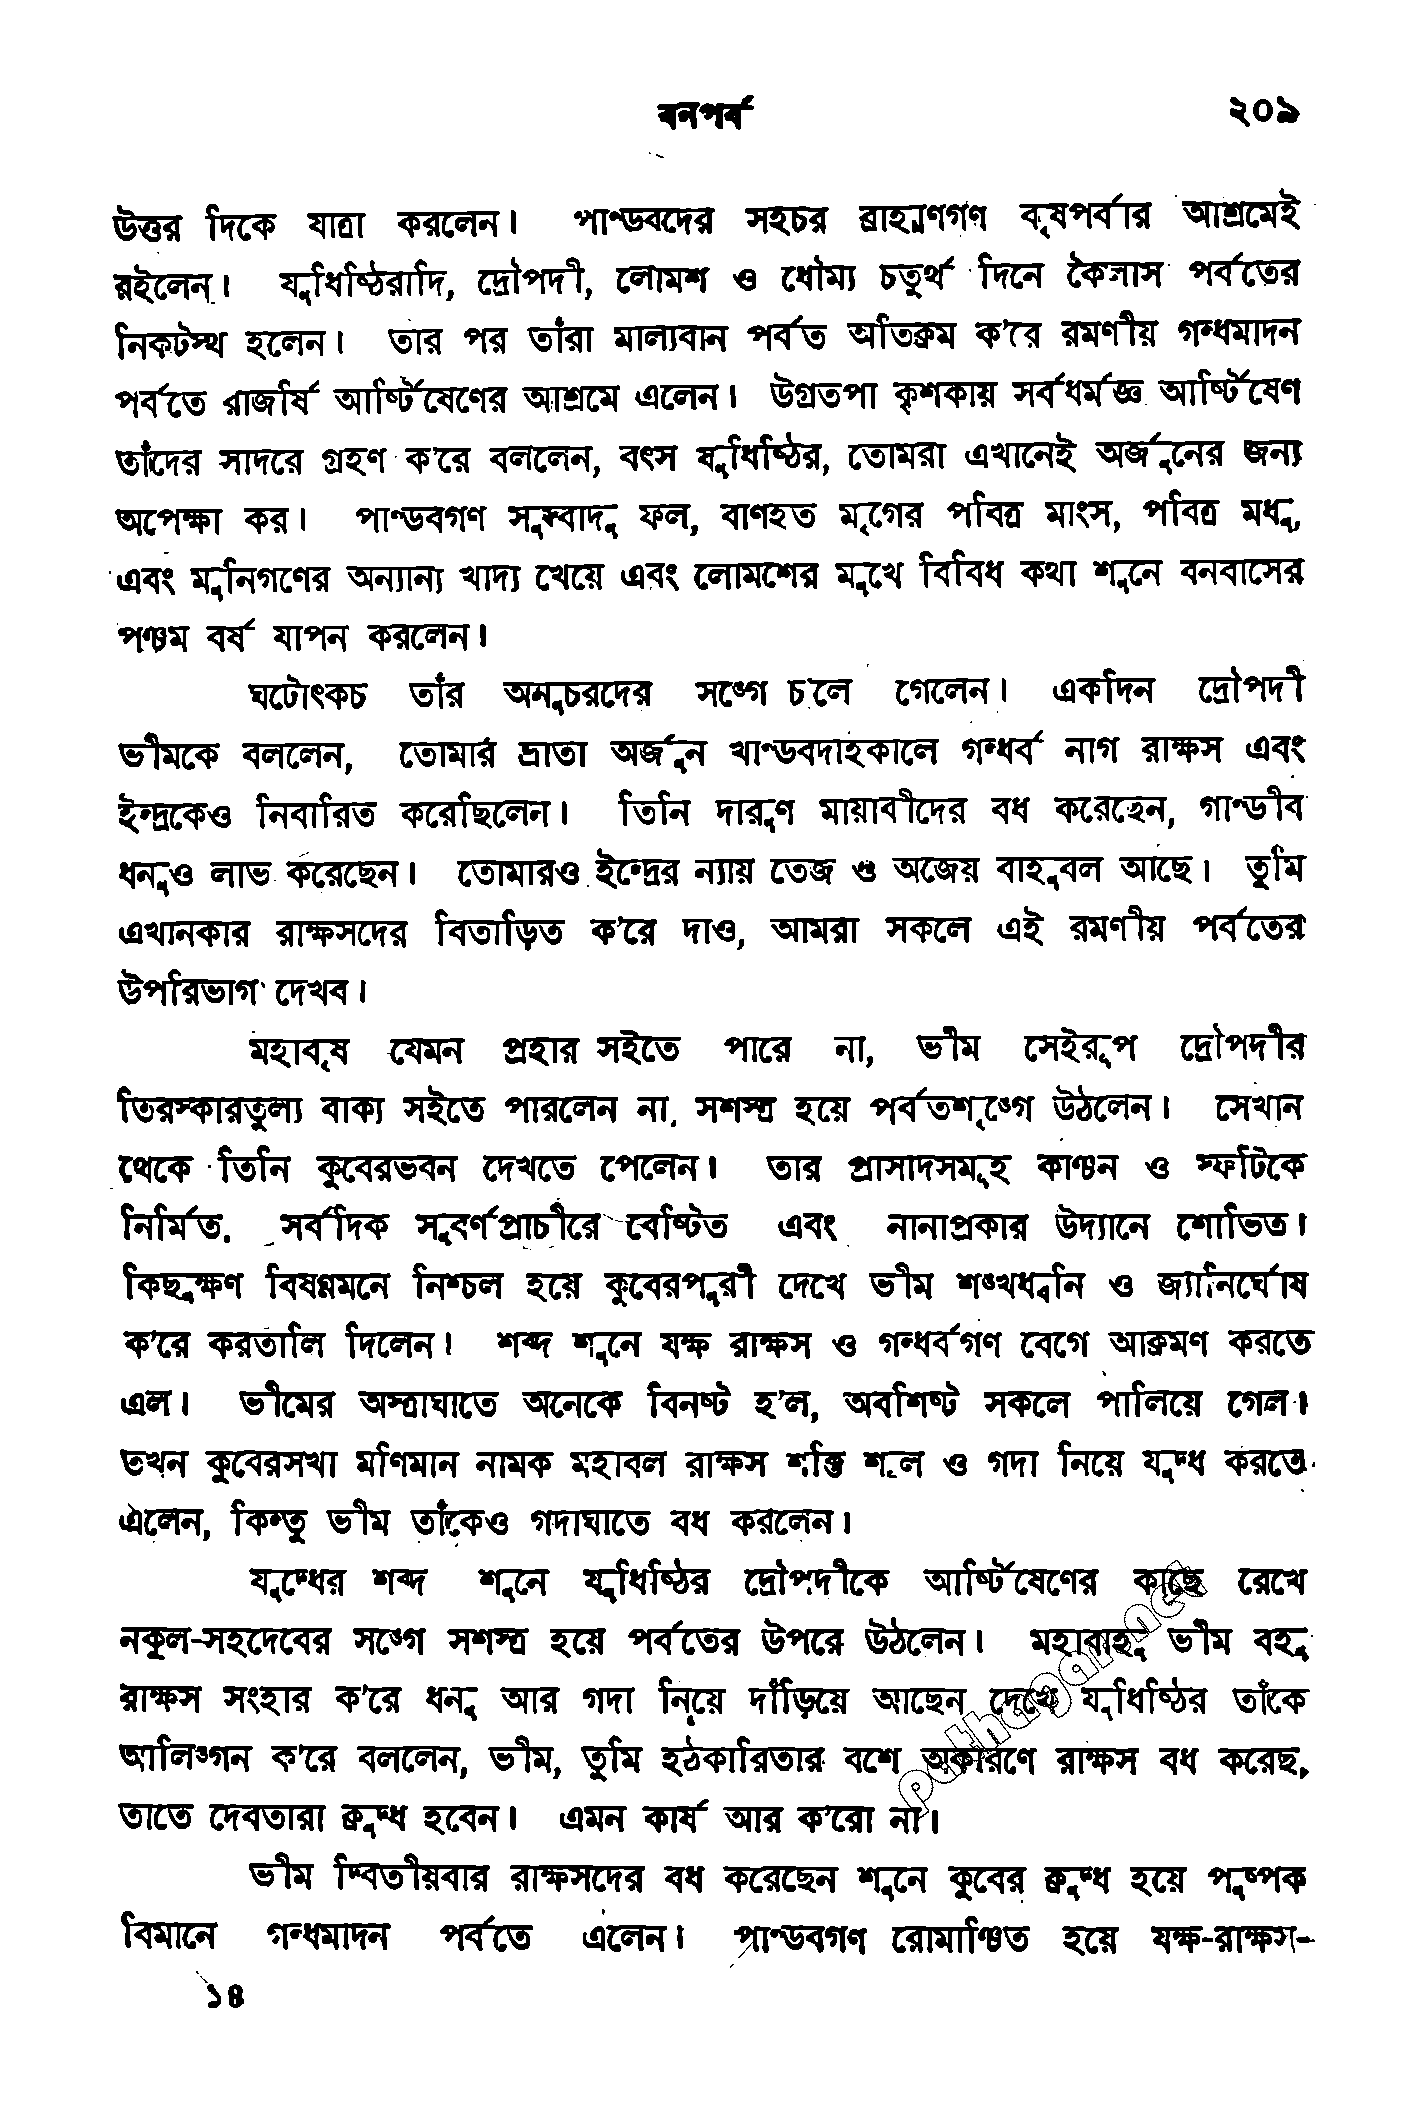 বনপর্ব ২০৯
উত্তর দিকে যাত্রা করলেন। পাণ্ডবদের সহচর ব্রাহ্মণগণ বৃষপর্বার আশ্রমেই
রইলেন। যুধিষ্ঠিরাদি, দ্রৌপদী, লোমশ ও ধৌম্য চতুর্থ দিনে কৈলাস পর্বতের
নিকটস্থ হলেন। তার পর তাঁরা মাল্যবান পর্বত অতিক্রম ক'রে রমণীয় গন্ধমাদন
পর্বতে রাজর্ষি আর্ষ্টিষেণের আশ্রমে এলেন। উগ্রতপা কৃশকায় সর্বধর্মজ্ঞ আর্ষ্টিষেণ
তাঁদের সাদরে গ্রহণ ক'রে বললেন, বৎস যুধিষ্ঠির, তোমরা এখানেই অর্জুনের জন্য
অপেক্ষা কর। পাণ্ডবগণ সুস্বাদু ফল, বাণহত মৃগের পবিত্র মাংস, পবিত্র মধু,
এবং মুনিগণের অন্যান্য খাদ্য খেয়ে এবং লোমশের মুখে বিবিধ কথা শুনে বনবাসের
পঞ্চম বর্ষ যাপন করলেন।
ঘটোৎকচ তাঁর অনুচরদের সঙ্গে চ'লে গেলেন। একদিন দ্রৌপদী
ভীমকে বললেন, তোমার ভ্রাতা অর্জুন খাণ্ডবদাহকালে গন্ধর্ব নাগ রাক্ষস এবং
ইন্দ্রকেও নিবারিত করেছিলেন। তিনি দারুণ মায়াবীদের বধ করেছেন, গাণ্ডীব
ধনুও লাভ করেছেন। তোমারও ইন্দ্রের ন্যায় তেজ ও অজেয় বাহুবল আছে। তুমি
এখানকার রাক্ষসদের বিতাড়িত ক'রে দাও, আমরা সকলে এই রমণীয় পর্বতের
উপরিভাগ দেখব।
মহাবৃষ যেমন প্রহার সইতে পারে না, ভীম সেইরূপ দ্রৌপদীর
তিরস্কারতুল্য বাক্য সইতে পারলেন না, সশস্ত্র হয়ে পর্বতশৃঙ্গে উঠলেন। সেখান
থেকে তিনি কুবেরভবন দেখতে পেলেন। তার প্রাসাদসমূহ কাঞ্চন ও স্ফটিকে
নির্মিত, সর্বদিক সুবর্ণপ্রাচীরে বেষ্টিত এবং নানাপ্রকার উদ্যানে শোভিত।
কিছুক্ষণ বিষণ্নমনে নিশ্চল হয়ে কুবেরপুরী দেখে ভীম শঙ্খধ্বনি ও জ্যানির্ঘোষ
ক'রে করতালি দিলেন। শব্দ শুনে যক্ষ রাক্ষস ও গন্ধর্বগণ বেগে আক্রমণ করতে
এল। ভীমের অস্ত্রাঘাতে অনেকে বিনষ্ট হ'ল, অবশিষ্ট সকলে পালিয়ে গেল।
তখন কুবেরসখা মণিমান নামক মহাবল রাক্ষস শক্তি শূল ও গদা নিয়ে যুদ্ধ করতে
এলেন, কিন্তু ভীম তাঁকেও গদাঘাতে বধ করলেন।
যুদ্ধের শব্দ শুনে যুধিষ্ঠির দ্রৌপদীকে আর্ষ্টিষেণের কাছে রেখে
নকুল-সহদেবের সঙ্গে সশস্ত্র হয়ে পর্বতের উপরে উঠলেন। মহাবাহু ভীম বহু
রাক্ষস সংহার ক'রে ধনু আর গদা নিয়ে দাঁড়িয়ে আছেন দেখে যুধিষ্ঠির তাঁকে
আলিঙ্গন ক'রে বললেন, ভীম, তুমি হঠকারিতার বশে অকারণে রাক্ষস বধ করেছ,
তাতে দেবতারা ক্রুদ্ধ হবেন। এমন কার্য আর ক'রো না।
ভীম দ্বিতীয়বার রাক্ষসদের বধ করেছেন শুনে কুবের ক্রুদ্ধ হয়ে পুষ্পক
বিমানে গন্ধমাদন পর্বতে এলেন। পাণ্ডবগণ রোমাঞ্চিত হয়ে যক্ষ-রাক্ষস-
১৪
pathagar.net